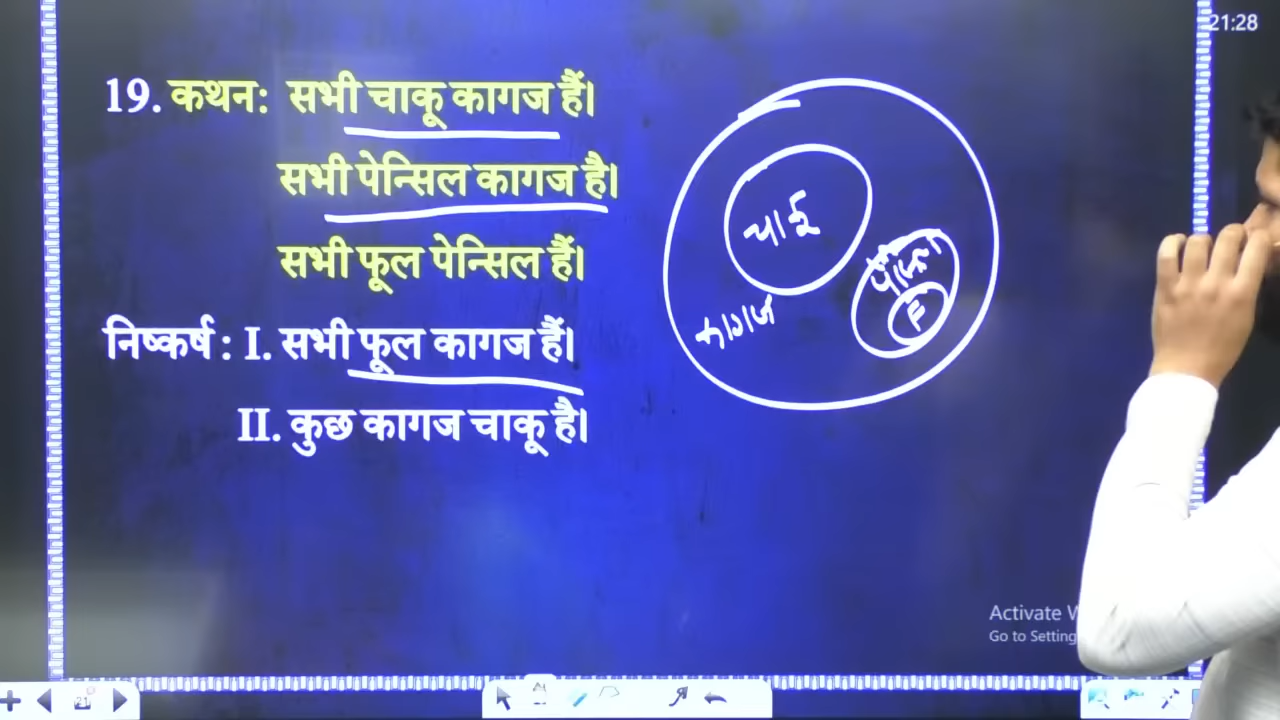 21:28
19. कथन: सभी चाकू कागज हैं।
सभी पेन्सिल कागज है।
सभी फूल पेन्सिल हैं।
निष्कर्ष: I. सभी फूल कागज हैं।
II. कुछ कागज चाकू है।
चाकू
कागज
F
Activate
Go to Setting